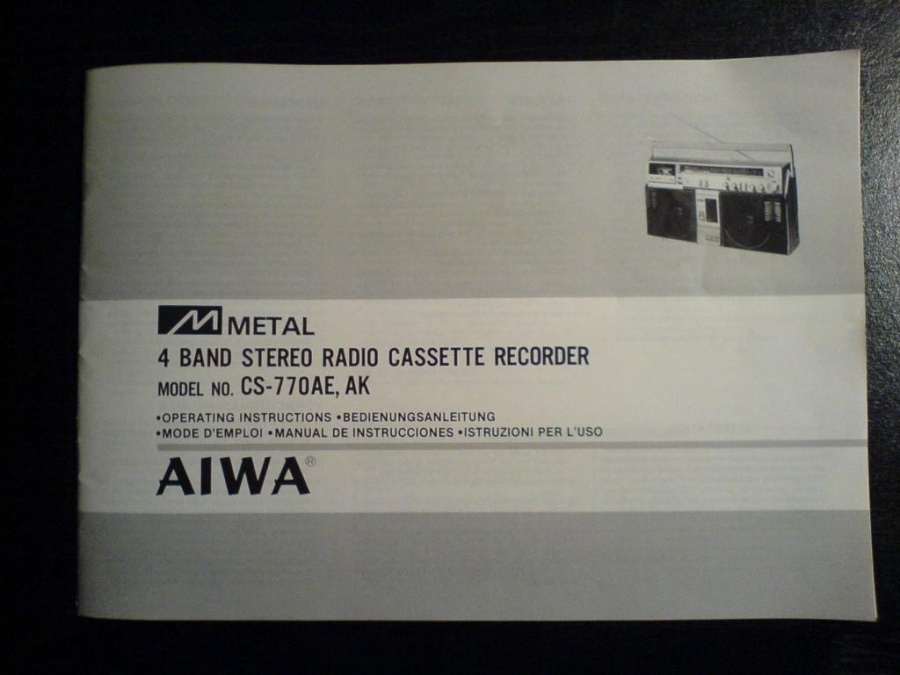 METAL
4 BAND STEREO RADIO CASSETTE RECORDER
MODEL NO. CS-770AE, AK
•OPERATING INSTRUCTIONS •BEDIENUNGSANLEITUNG
•MODE D'EMPLOI •MANUAL DE INSTRUCCIONES •ISTRUZIONI PER L'USO
AIWA®